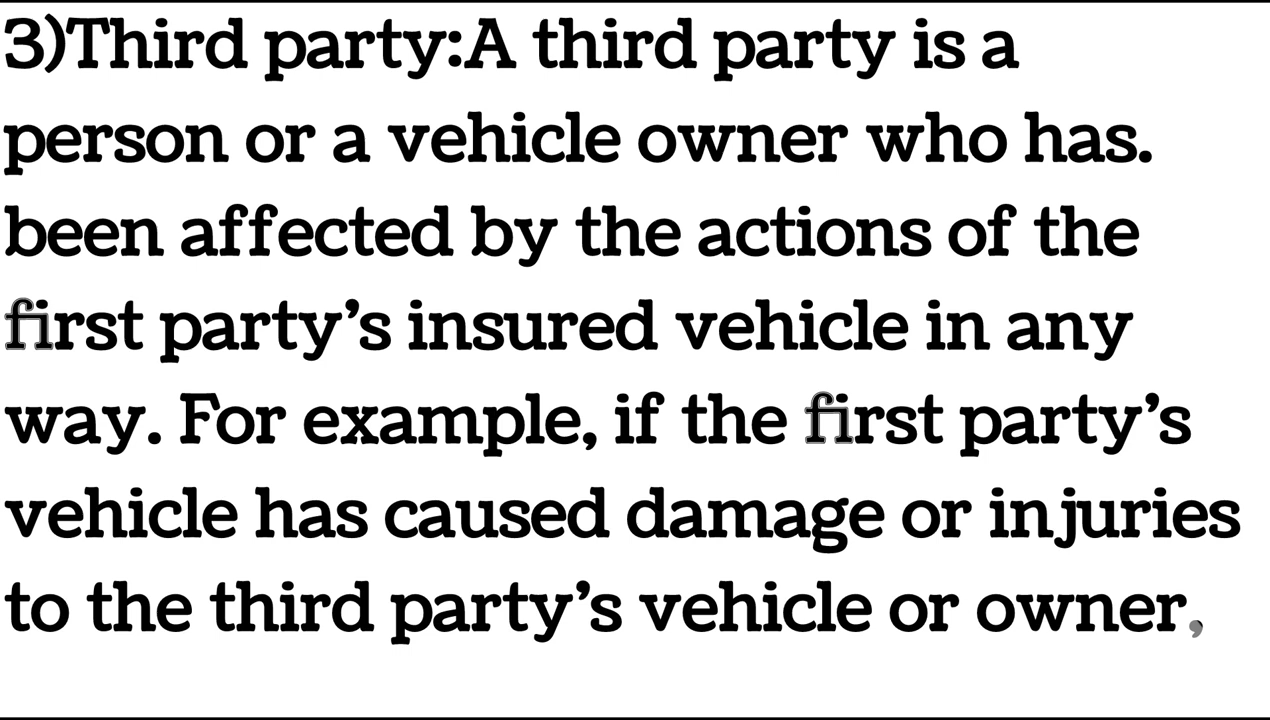 3)Third party:A third party is a
person or a vehicle owner who has.
been affected by the actions of the
first party’s insured vehicle in any
way. For example, if the first party’s
vehicle has caused damage or injuries
to the third party’s vehicle or owner,